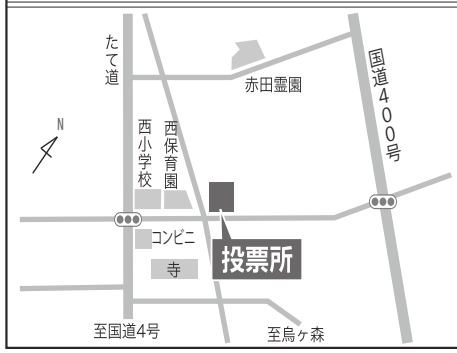 たて道
国道400号
赤田霊園
N
西小学校
西保育園
コンビニ
投票所
寺
至国道4号
至烏ヶ森